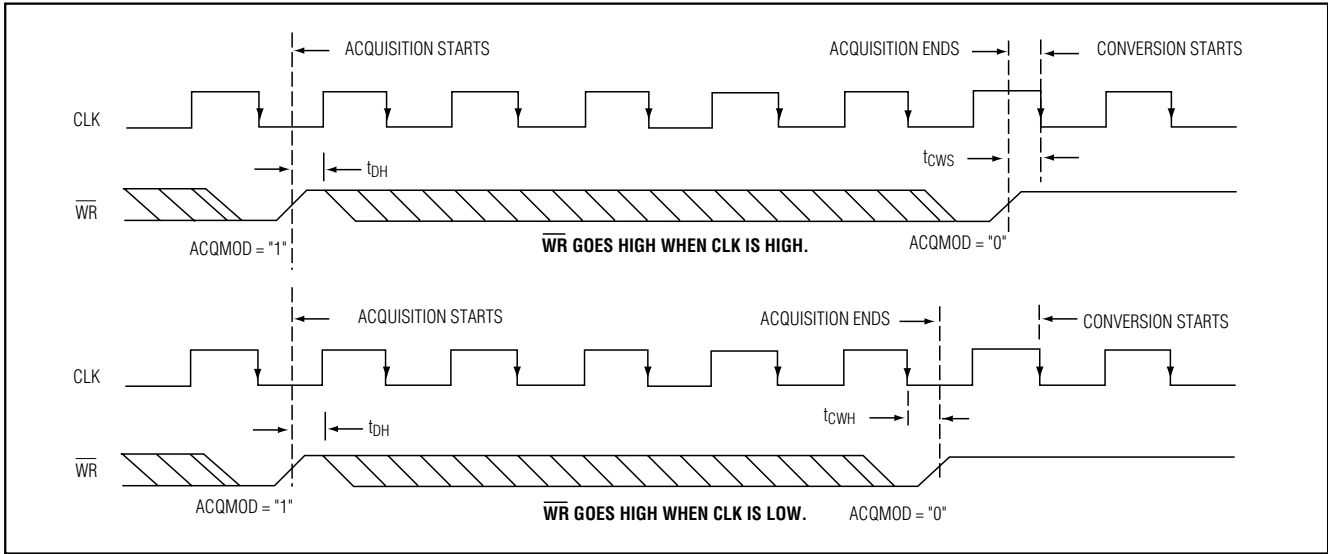 ACQUISITION STARTS
ACQUISITION ENDS
CONVERSION STARTS
CLK
tCWS
tDH
WR
ACQMOD = "1"
WR GOES HIGH WHEN CLK IS HIGH.
ACQMOD = "0"
ACQUISITION STARTS
ACQUISITION ENDS
CONVERSION STARTS
CLK
tCWH
tDH
WR
ACQMOD = "1"
WR GOES HIGH WHEN CLK IS LOW.
ACQMOD = "0"